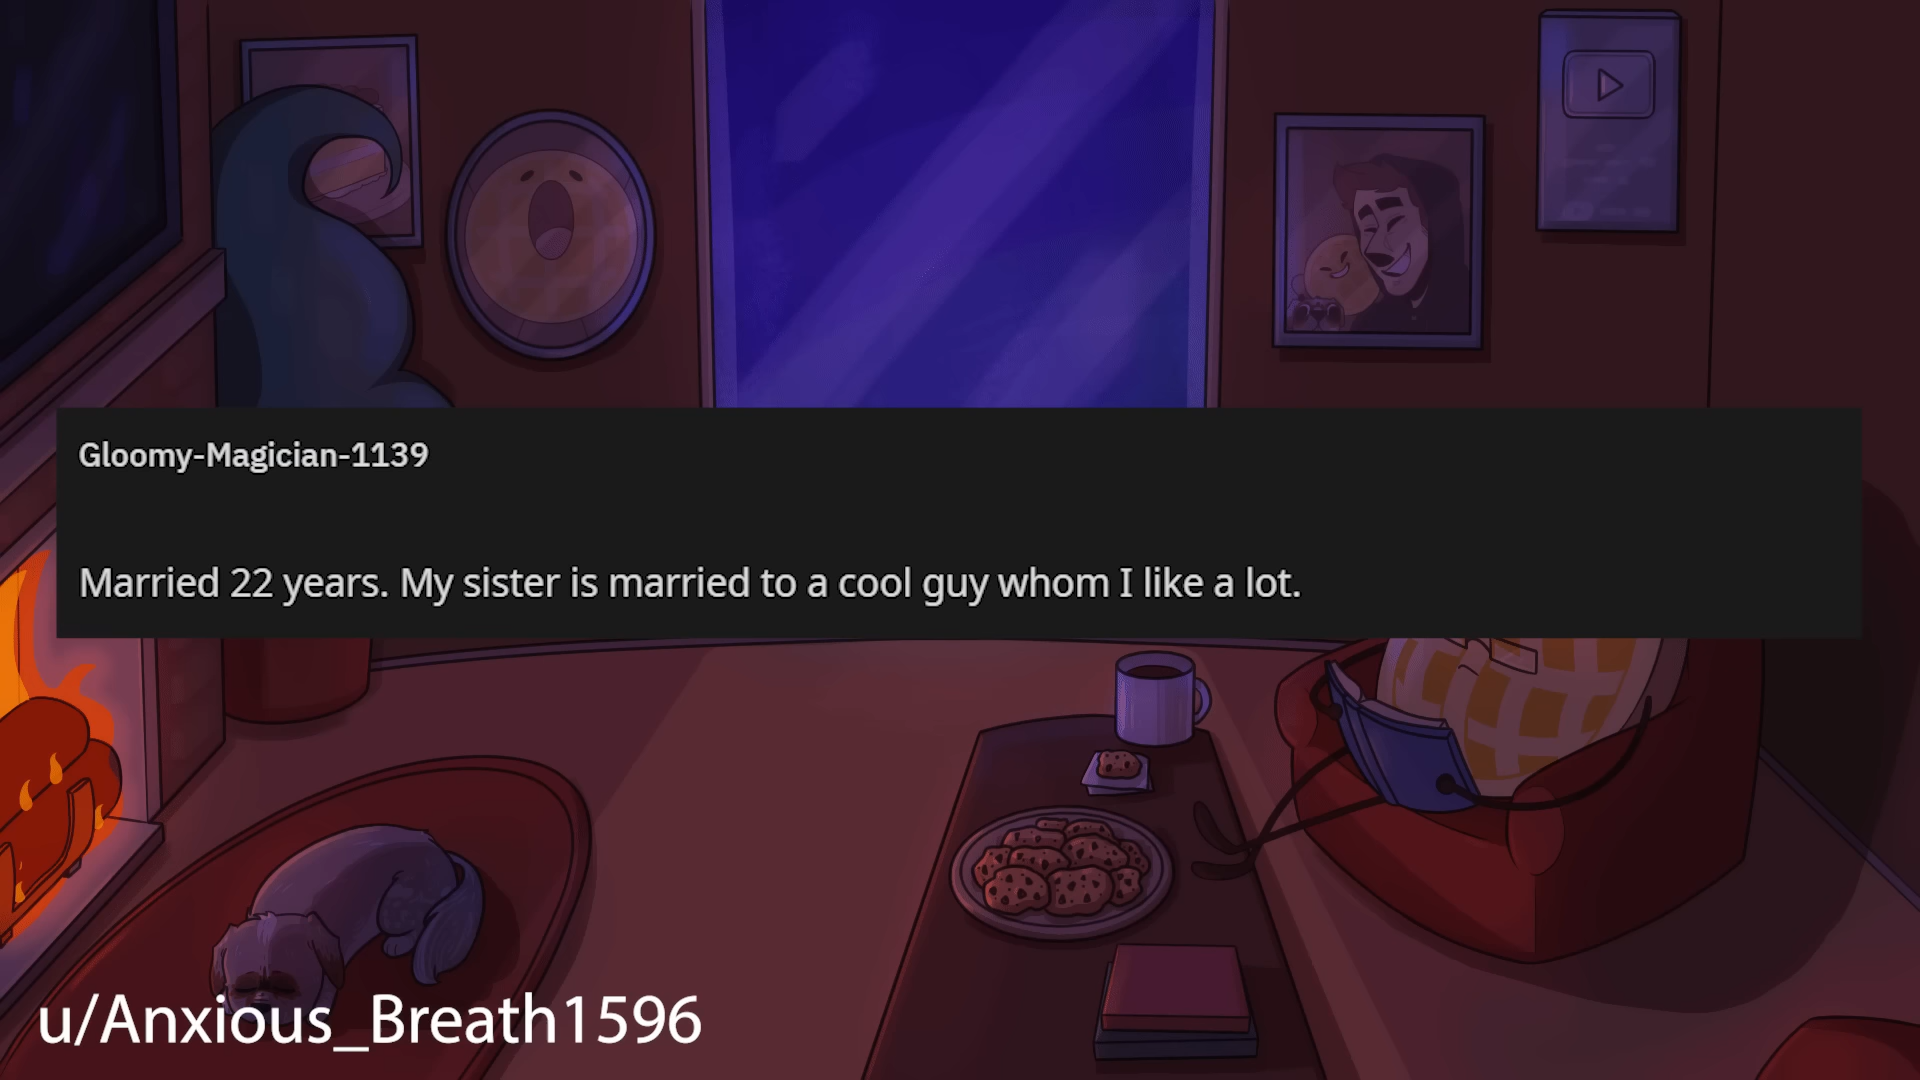 Gloomy-Magician-1139
Married 22 years. My sister is married to a cool guy whom I like a lot.
u/Anxious_Breath1596